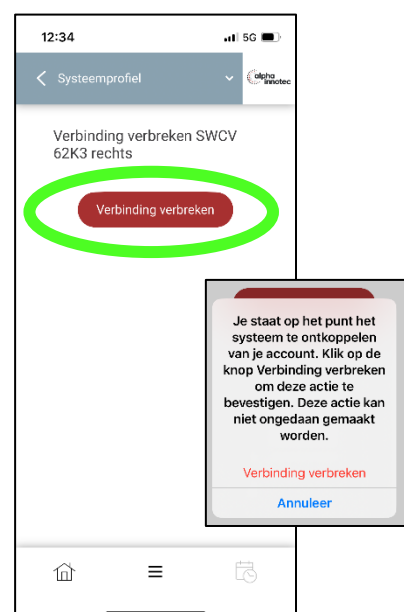 12:34
5G
Systeemprofiel
alpha
innotec
Verbinding verbreken SWCV
62K3 rechts
Verbinding verbreken
Je staat op het punt het
systeem te ontkoppelen
van je account. Klik op de
knop Verbinding verbreken
om deze actie te
bevestigen. Deze actie kan
niet ongedaan gemaakt
worden.
Verbinding verbreken
Annuleer